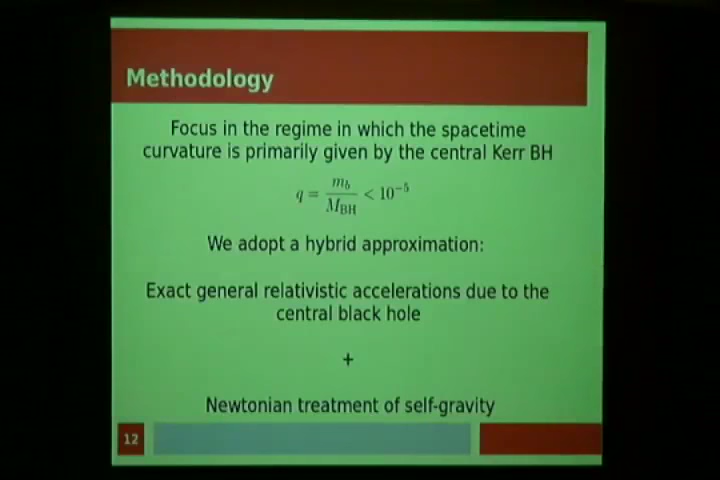 Methodology
Focus in the regime in which the spacetime
curvature is primarily given by the central Kerr BH
q = m_b / M_BH < 10^-5
We adopt a hybrid approximation:
Exact general relativistic accelerations due to the
central black hole
+
Newtonian treatment of self-gravity
12